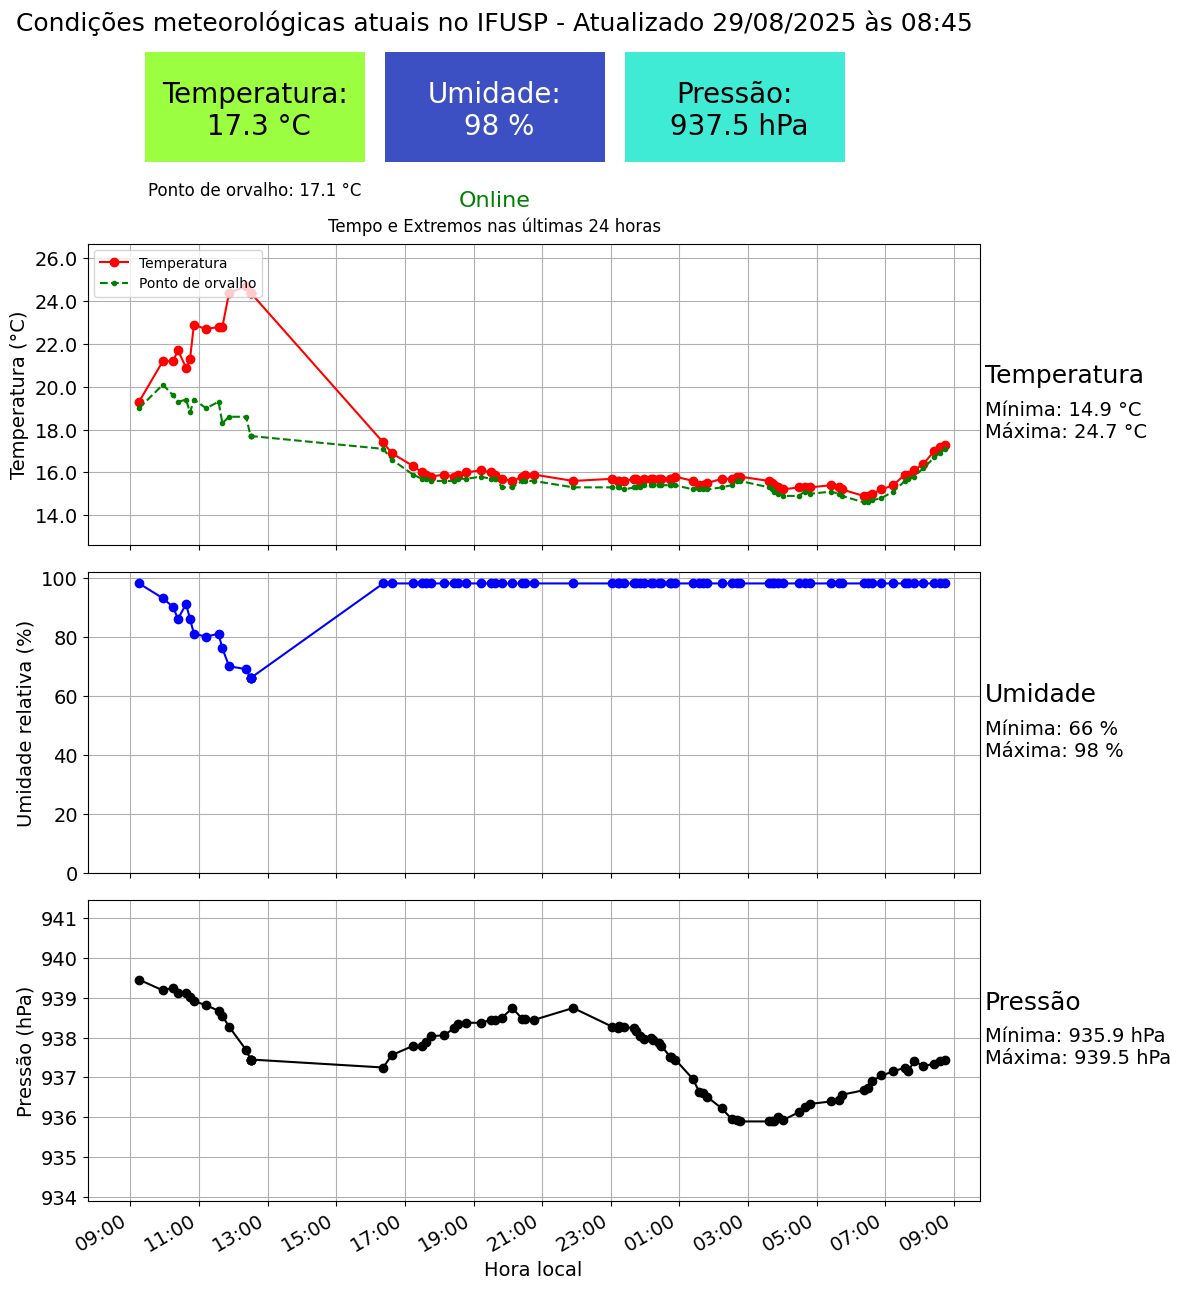 Condições meteorológicas atuais no IFUSP - Atualizado 29/08/2025 às 08:45
Temperatura:
17.3 °C
Umidade:
98 %
Pressão:
937.5 hPa
Ponto de orvalho: 17.1 °C
Online
Tempo e Extremos nas últimas 24 horas
Temperatura
Ponto de orvalho
Temperatura (°C)
26.0
24.0
22.0
20.0
18.0
16.0
14.0
Temperatura
Mínima: 14.9 °C
Máxima: 24.7 °C
Umidade relativa (%)
100
80
60
40
20
0
Umidade
Mínima: 66 %
Máxima: 98 %
Pressão (hPa)
941
940
939
938
937
936
935
934
Pressão
Mínima: 935.9 hPa
Máxima: 939.5 hPa
09:00
11:00
13:00
15:00
17:00
19:00
21:00
23:00
01:00
03:00
05:00
07:00
09:00
Hora local